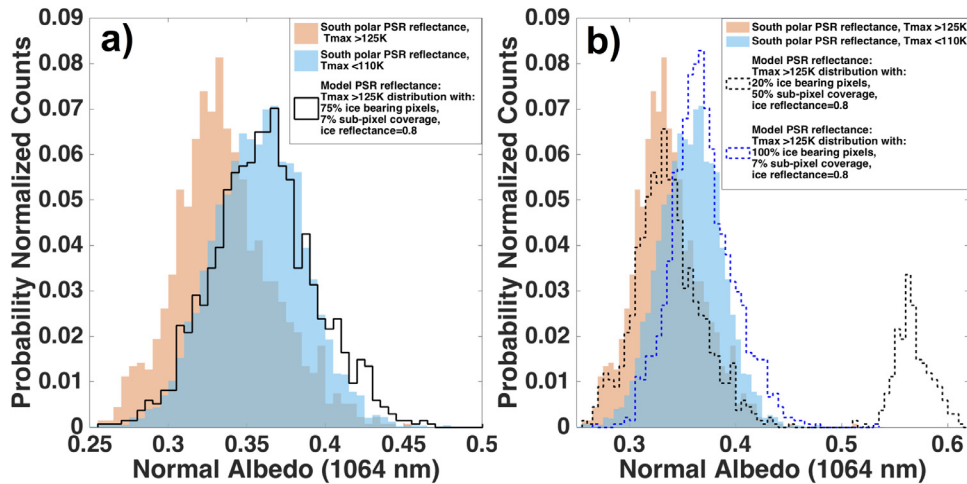 a)
South polar PSR reflectance,
Tmax >125K
South polar PSR reflectance,
Tmax <110K
Model PSR reflectance:
Tmax >125K distribution with:
75% ice bearing pixels,
7% sub-pixel coverage,
ice reflectance=0.8
Probability Normalized Counts
0.09
0.08
0.07
0.06
0.05
0.04
0.03
0.02
0.01
0
0.25 0.3 0.35 0.4 0.45 0.5
Normal Albedo (1064 nm)
b)
South polar PSR reflectance, Tmax >125K
South polar PSR reflectance, Tmax <110K
Model PSR reflectance:
Tmax >125K distribution with:
20% ice bearing pixels,
50% sub-pixel coverage,
ice reflectance=0.8
Model PSR reflectance:
Tmax >125K distribution with:
100% ice bearing pixels,
7% sub-pixel coverage,
ice reflectance=0.8
Probability Normalized Counts
0.09
0.08
0.07
0.06
0.05
0.04
0.03
0.02
0.01
0
0.3 0.4 0.5 0.6
Normal Albedo (1064 nm)